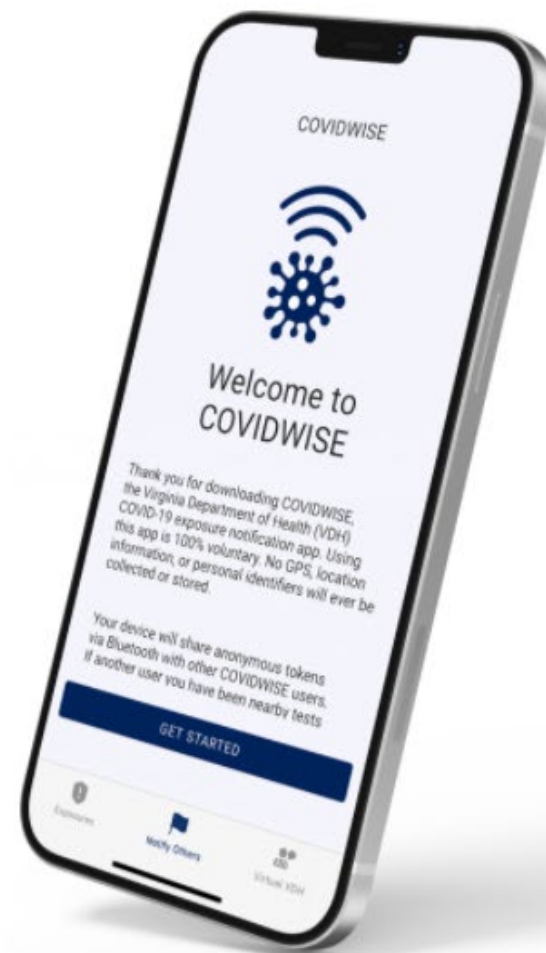 COVIDWISE
Welcome to
COVIDWISE
Thank you for downloading COVIDWISE,
the Virginia Department of Health (VDH)
COVID-19 exposure notification app. Using
this app is 100% voluntary. No GPS, location
information, or personal identifiers will ever be
collected or stored.
Your device will share anonymous tokens
via Bluetooth with other COVIDWISE users.
If another user you have been nearby tests
GET STARTED
Exposures
Notify Others
Virtual VDH